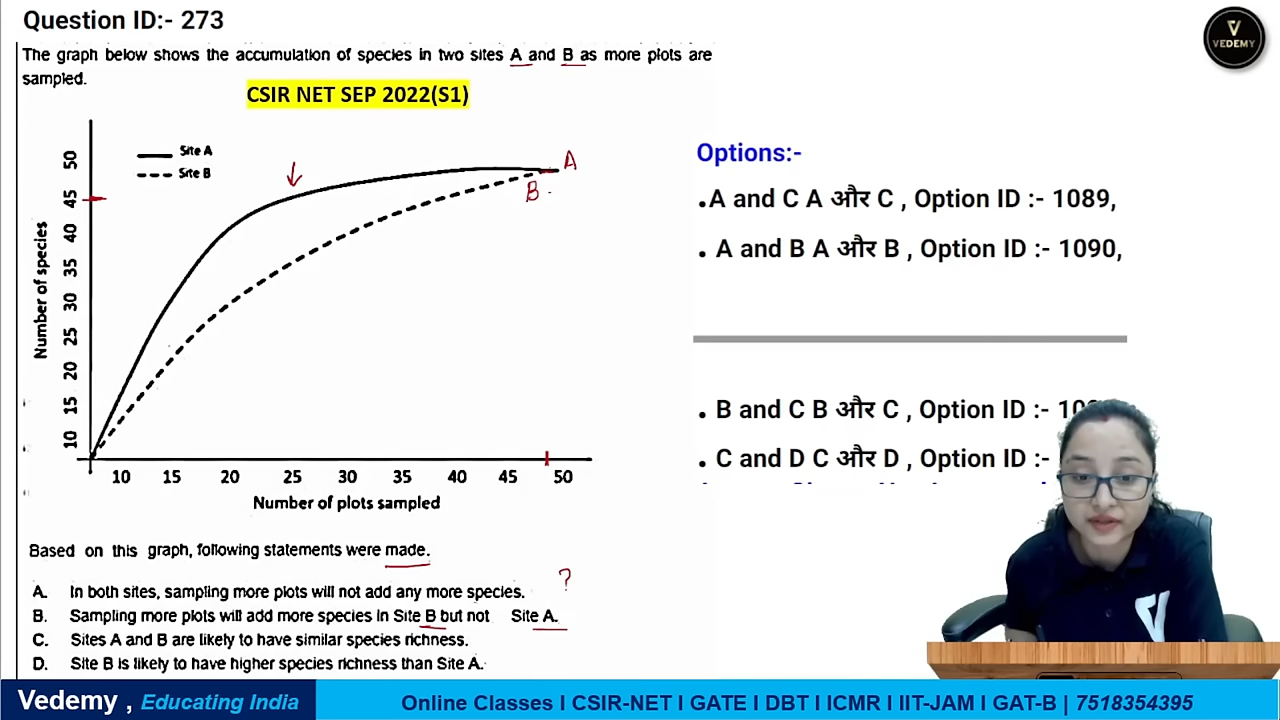 Question ID:- 273
VEDEMY
The graph below shows the accumulation of species in two sites A and B as more plots are
sampled.
CSIR NET SEP 2022(S1)
Site A
Site B
A
B
50
45
40
35
30
25
20
15
10
Number of species
10 15 20 25 30 35 40 45 50
Number of plots sampled
Based on this graph, following statements were made.
?
A. In both sites, sampling more plots will not add any more species.
B. Sampling more plots will add more species in Site B but not Site A.
C. Sites A and B are likely to have similar species richness.
D. Site B is likely to have higher species richness than Site A.
Options:-
.A and C A और C , Option ID :- 1089,
. A and B A और B , Option ID :- 1090,
. B and C B और C , Option ID :-
. C and D C और D , Option ID :-
Vedemy , Educating India
Online Classes I CSIR-NET I GATE I DBT I ICMR I IIT-JAM I GAT-B | 7518354395